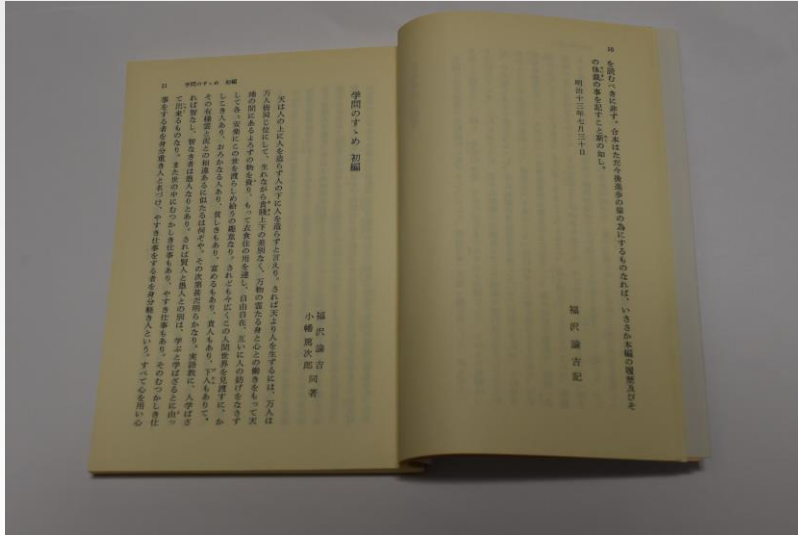 10
を読むべきに非ず。合本はただ今後進歩の輩の為にするものなれば、いささか本編の履歴及びそ
の体裁の事を記すこと斯の如し。
明治十三年七月三十日
福沢諭吉記
11 学問のすゝめ 初編
学問のすゝめ 初編
福沢諭吉 同著
小幡篤次郎
天は人の上に人を造らず人の下に人を造らずと言えり。されば天より人を生ずるには、万人は
万人皆同じ位にして、生れながら貴賤上下の差別なく、万物の霊たる身と心との働きをもって天
地の間にあるよろずの物を資り、もって衣食住の用を達し、自由自在、互いに人の妨げをなさず
して各〻安楽にこの世を渡らしめ給うの趣意なり。されども今広くこの人間世界を見渡すに、か
しこき人あり、おろかなる人あり、貧しきもあり、富めるもあり、貴人もあり、下人もありて、
その有様雲と泥との相違あるに似たるは何ぞや。その次第甚だ明らかなり。実語教に、人学ばざ
れば智なし、智なき者は愚人なりとあり。されば賢人と愚人との別は、学ぶと学ばざるとに由っ
て出来るものなり。また世の中にむつかしき仕事もあり、やすき仕事もあり。そのむつかしき仕
事をする者を身分重き人と名づけ、やすき仕事をする者を身分軽き人という。すべて心を用い心